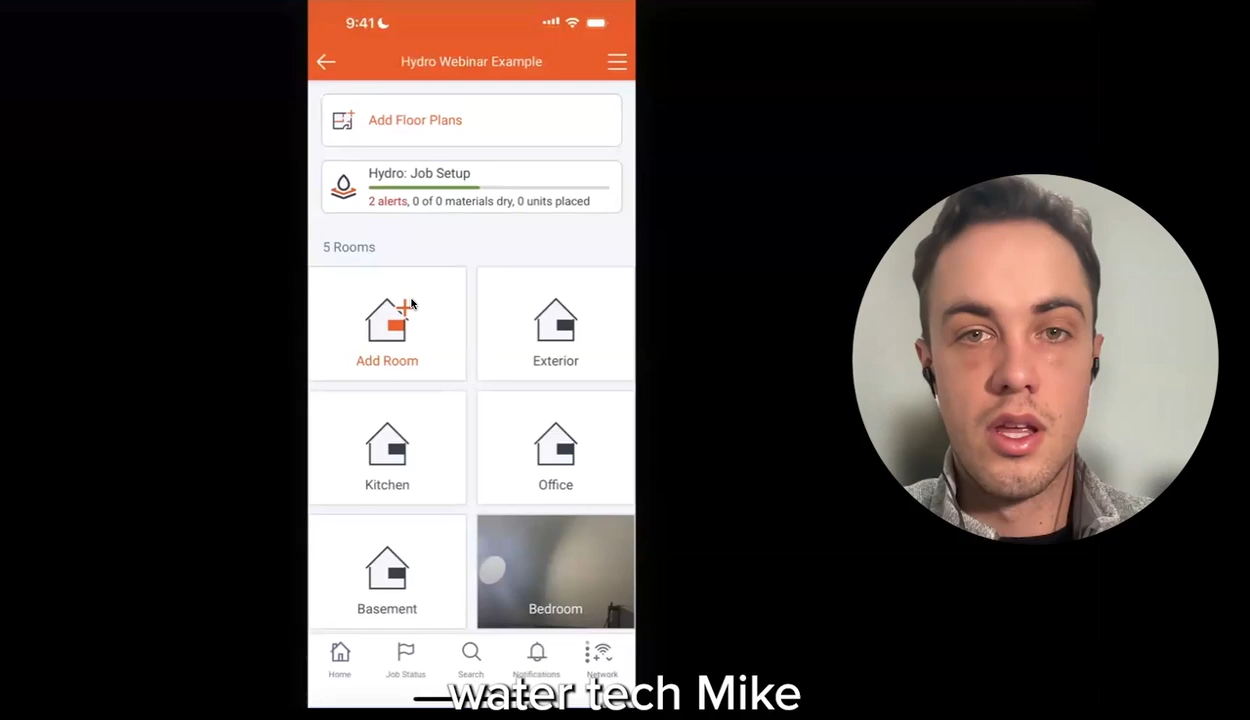 9:41
Hydro Webinar Example
Add Floor Plans
Hydro: Job Setup
2 alerts, 0 of 0 materials dry, 0 units placed
5 Rooms
Add Room
Exterior
Kitchen
Office
Basement
Bedroom
Home
Job Status
Search
Notifications
Network
water tech Mike